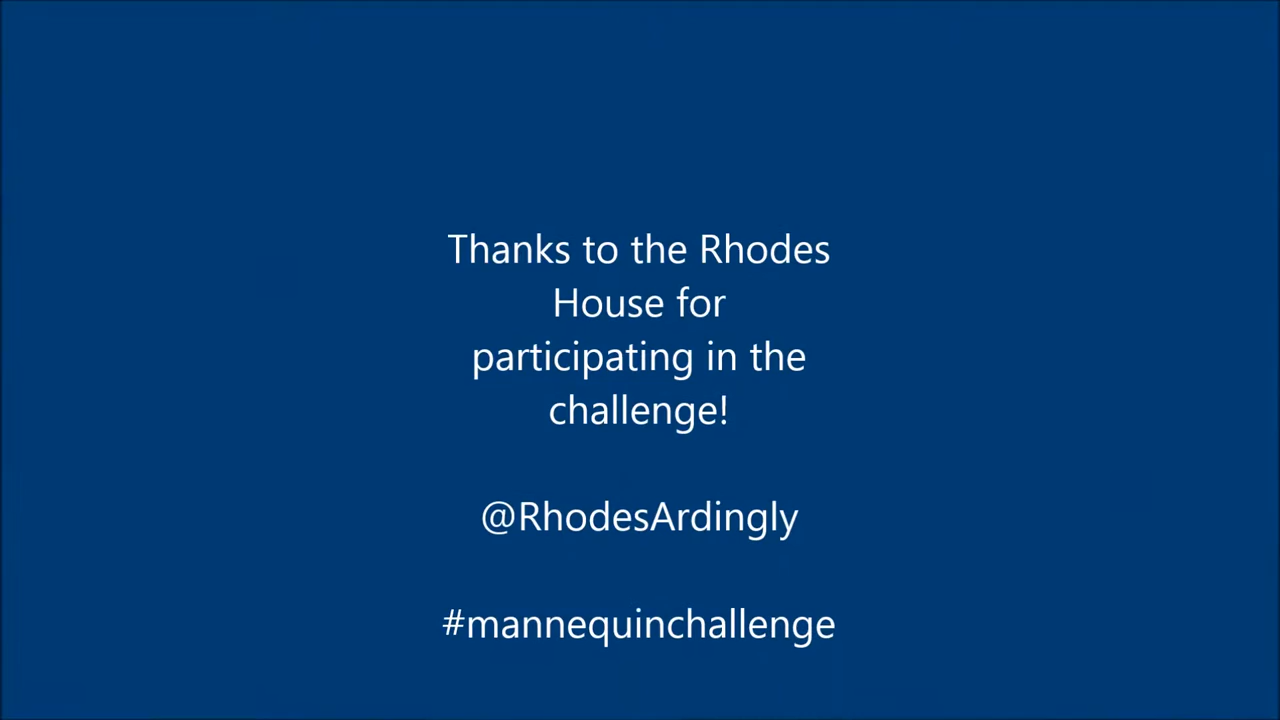 Thanks to the Rhodes
House for
participating in the
challenge!
@RhodesArdingly
#mannequinchallenge